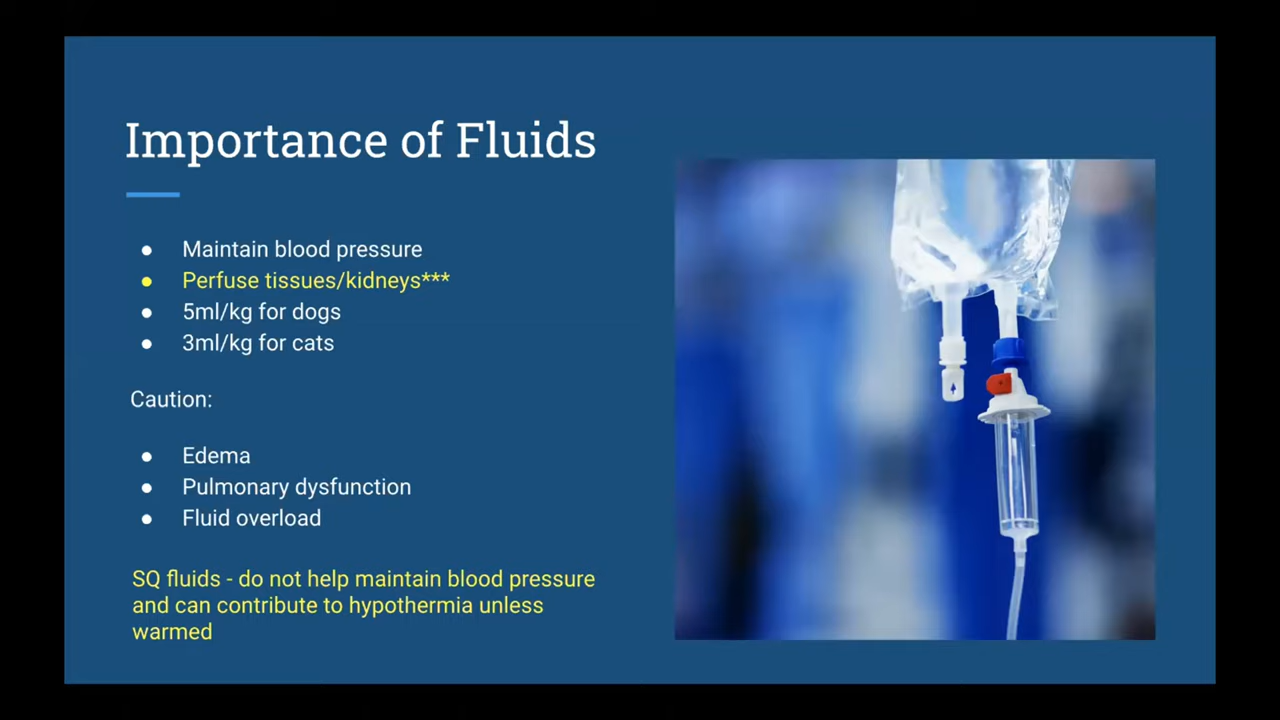 Importance of Fluids
● Maintain blood pressure
● Perfuse tissues/kidneys***
● 5ml/kg for dogs
● 3ml/kg for cats
Caution:
● Edema
● Pulmonary dysfunction
● Fluid overload
SQ fluids - do not help maintain blood pressure
and can contribute to hypothermia unless
warmed